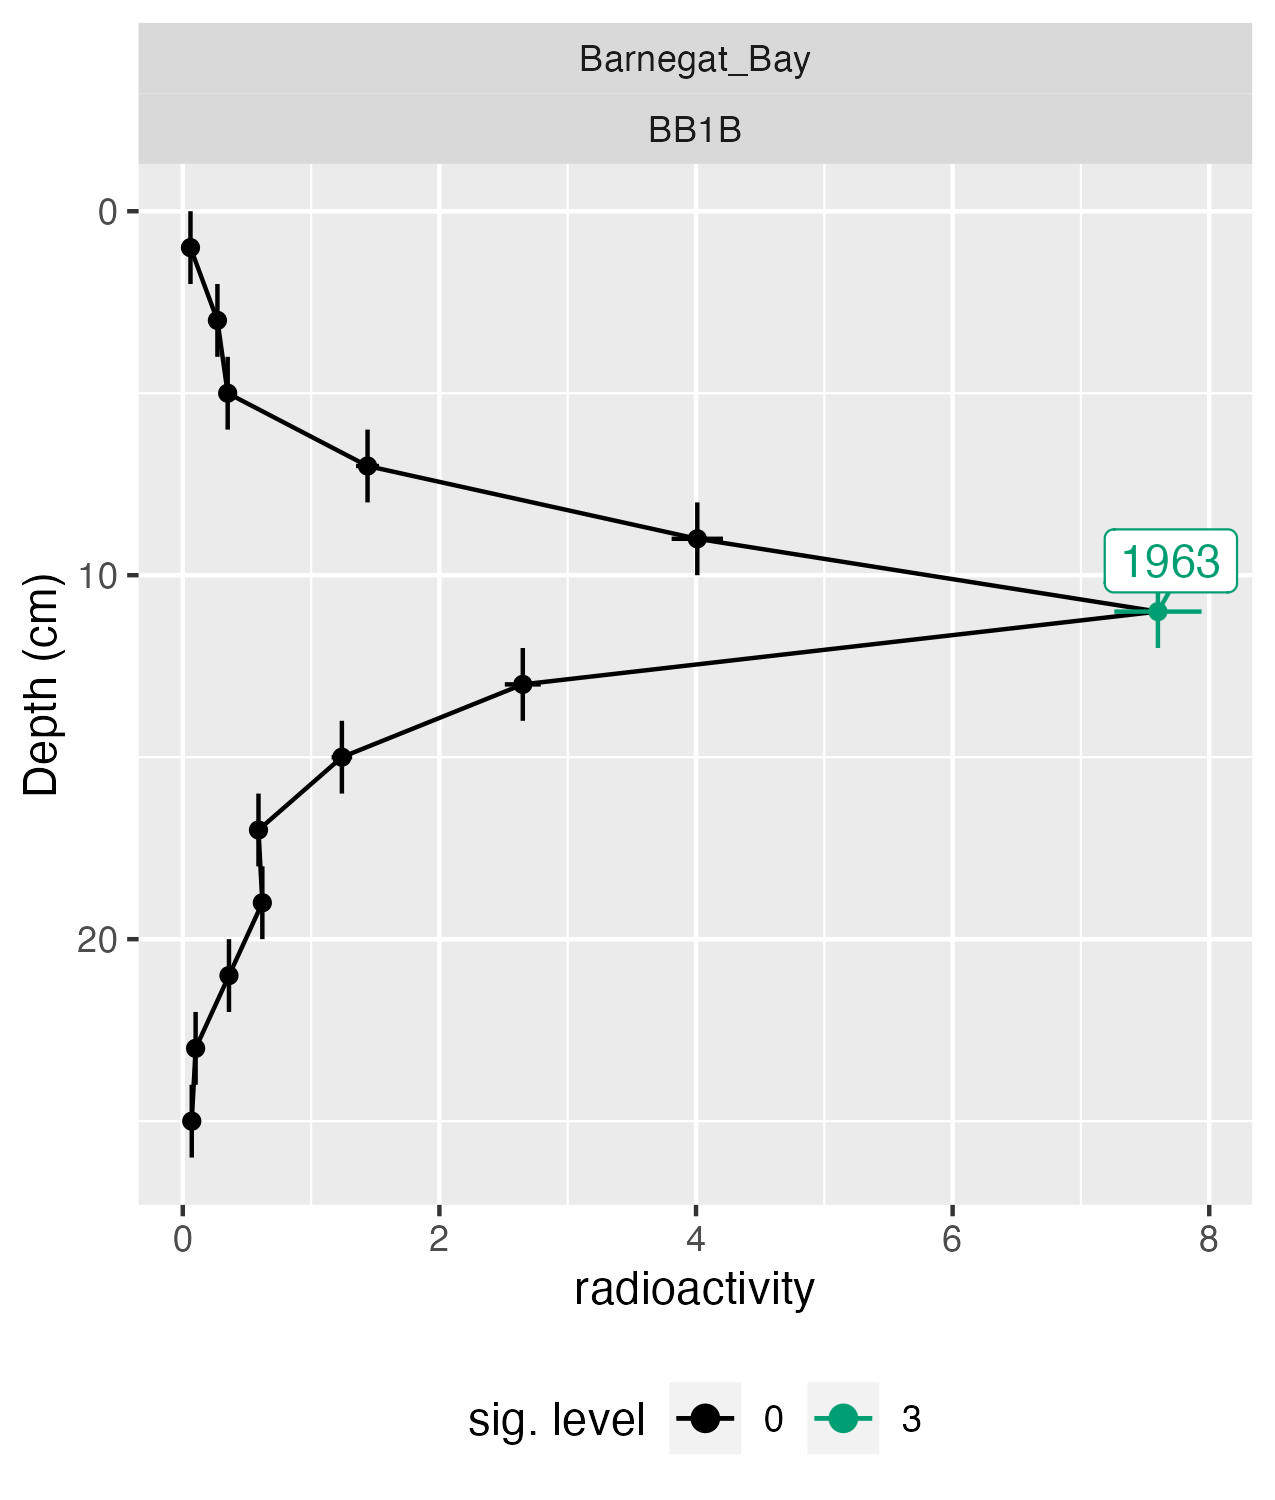 Barnegat_Bay
BB1B
0
10
20
Depth (cm)
1963
0 2 4 6 8
radioactivity
sig. level 0 3